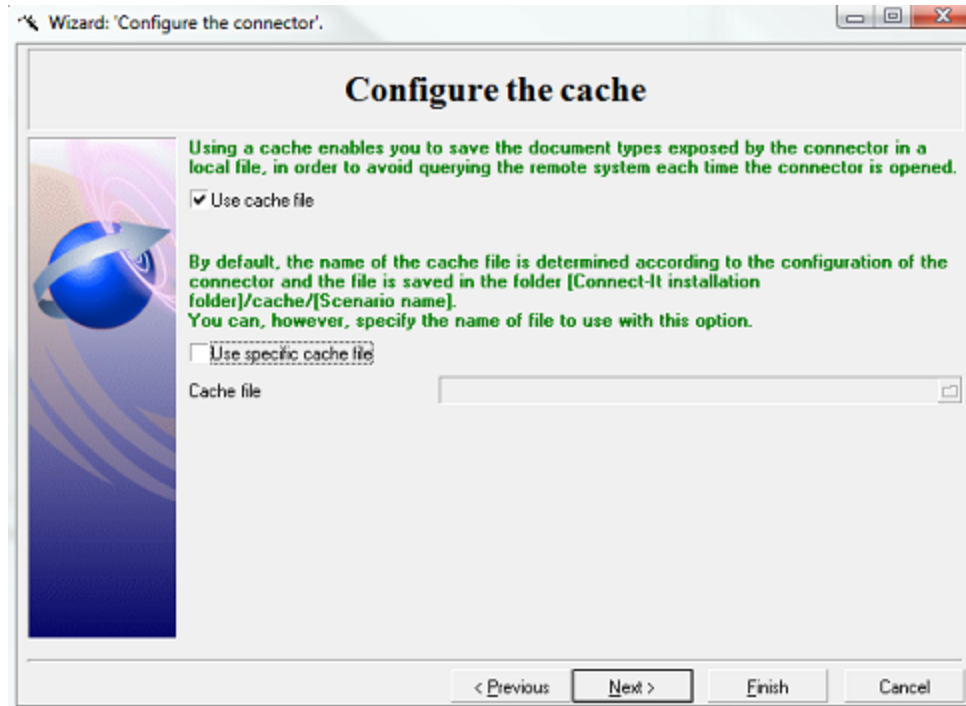 Wizard: 'Configure the connector'.
Configure the cache
Using a cache enables you to save the document types exposed by the connector in a
local file, in order to avoid querying the remote system each time the connector is opened.
Use cache file
By default, the name of the cache file is determined according to the configuration of the
connector and the file is saved in the folder [Connect-It installation
folder]/cache/[Scenario name].
You can, however, specify the name of file to use with this option.
Use specific cache file
Cache file
< Previous
Next >
Finish
Cancel